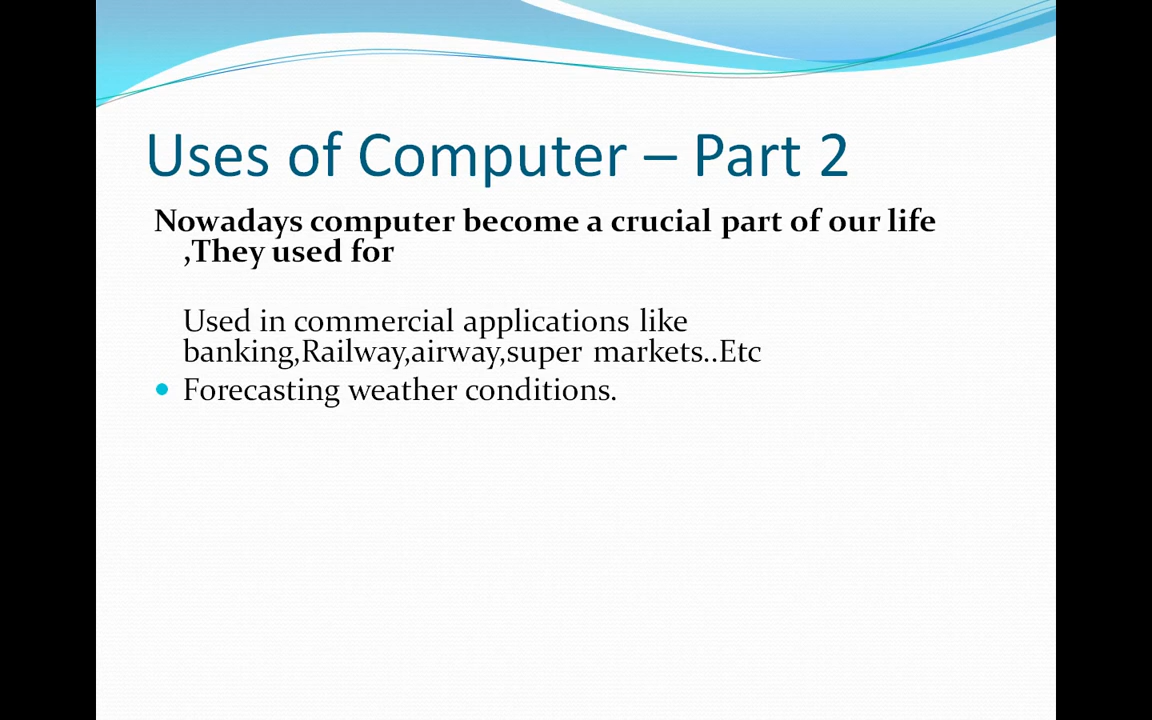 Uses of Computer – Part 2
Nowadays computer become a crucial part of our life
,They used for
Used in commercial applications like
banking,Railway,airway,super markets..Etc
Forecasting weather conditions.